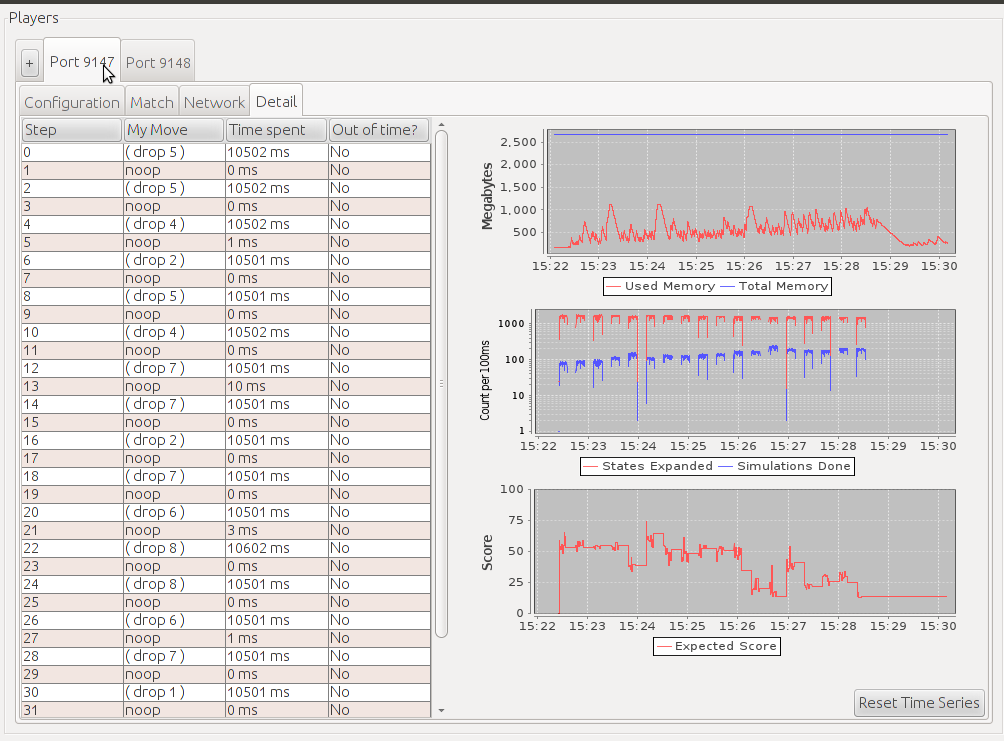 Players
+ Port 9147 Port 9148
Configuration Match Network Detail
Step My Move Time spent Out of time?
0 ( drop 5 ) 10502 ms No
1 noop 0 ms No
2 ( drop 5 ) 10502 ms No
3 noop 0 ms No
4 ( drop 4 ) 10502 ms No
5 noop 1 ms No
6 ( drop 2 ) 10501 ms No
7 noop 0 ms No
8 ( drop 5 ) 10501 ms No
9 noop 0 ms No
10 ( drop 4 ) 10502 ms No
11 noop 0 ms No
12 ( drop 7 ) 10501 ms No
13 noop 10 ms No
14 ( drop 7 ) 10501 ms No
15 noop 0 ms No
16 ( drop 2 ) 10501 ms No
17 noop 0 ms No
18 ( drop 7 ) 10501 ms No
19 noop 0 ms No
20 ( drop 6 ) 10501 ms No
21 noop 3 ms No
22 ( drop 8 ) 10602 ms No
23 noop 0 ms No
24 ( drop 8 ) 10501 ms No
25 noop 0 ms No
26 ( drop 6 ) 10501 ms No
27 noop 1 ms No
28 ( drop 7 ) 10501 ms No
29 noop 0 ms No
30 ( drop 1 ) 10501 ms No
31 noop 0 ms No
Megabytes
2,500
2,000
1,500
1,000
500
15:22 15:23 15:24 15:25 15:26 15:27 15:28 15:29 15:30
Used Memory Total Memory
Count per 100ms
1000
100
10
1
15:22 15:23 15:24 15:25 15:26 15:27 15:28 15:29 15:30
States Expanded Simulations Done
Score
100
75
50
25
0
15:22 15:23 15:24 15:25 15:26 15:27 15:28 15:29 15:30
Expected Score
Reset Time Series